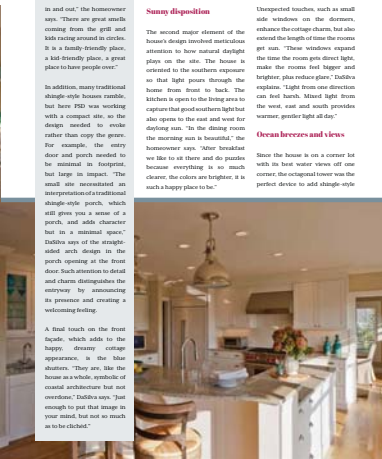 in and out," the homeowner
says. "There are great smells
coming from the grill and
kids racing around in circles.
It is a family-friendly place,
a kid-friendly place, a great
place to have people over."
In addition, many traditional
shingle-style houses ramble,
but here PSD was working
with a compact site, so the
design needed to evoke
rather than copy the genre.
For example, the entry
door and porch needed to
be minimal in footprint,
but large in impact. "The
small site necessitated an
interpretation of a traditional
shingle-style porch, which
still gives you a sense of a
porch, and adds character
but in a minimal space,"
DaSilva says of the straight-
sided arch design in the
porch opening at the front
door. Such attention to detail
and charm distinguishes the
entryway by announcing
its presence and creating a
welcoming feeling.
A final touch on the front
façade, which adds to the
happy, dreamy cottage
appearance, is the blue
shutters. "They are, like the
house as a whole, symbolic of
coastal architecture but not
overdone," DaSilva says. "Just
enough to put that image in
your mind, but not so much
as to be clichéd."
Sunny disposition
The second major element of the
house's design involved meticulous
attention to how natural daylight
plays on the site. The house is
oriented to the southern exposure
so that light pours through the
home from front to back. The
kitchen is open to the living area to
capture that good southern light but
also opens to the east and west for
daylong sun. "In the dining room
the morning sun is beautiful," the
homeowner says. "After breakfast
we like to sit there and do puzzles
because everything is so much
clearer, the colors are brighter, it is
such a happy place to be."
Unexpected touches, such as small
side windows on the dormers,
enhance the cottage charm, but also
extend the length of time the rooms
get sun. "These windows expand
the time the room gets direct light,
make the rooms feel bigger and
brighter, plus reduce glare," DaSilva
explains. "Light from one direction
can feel harsh. Mixed light from
the west, east and south provides
warmer, gentler light all day."
Ocean breezes and views
Since the house is on a corner lot
with its best water views off one
corner, the octagonal tower was the
perfect device to add shingle-style